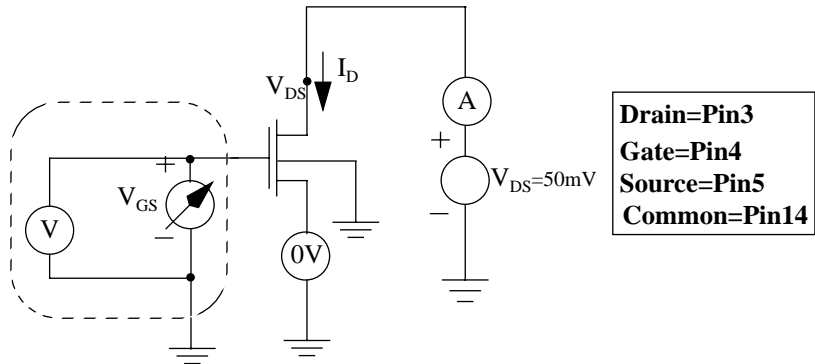 I_D
V_DS
A
+
V_DS=50mV
−
+
V_GS
−
V
0V
Drain=Pin3
Gate=Pin4
Source=Pin5
Common=Pin14